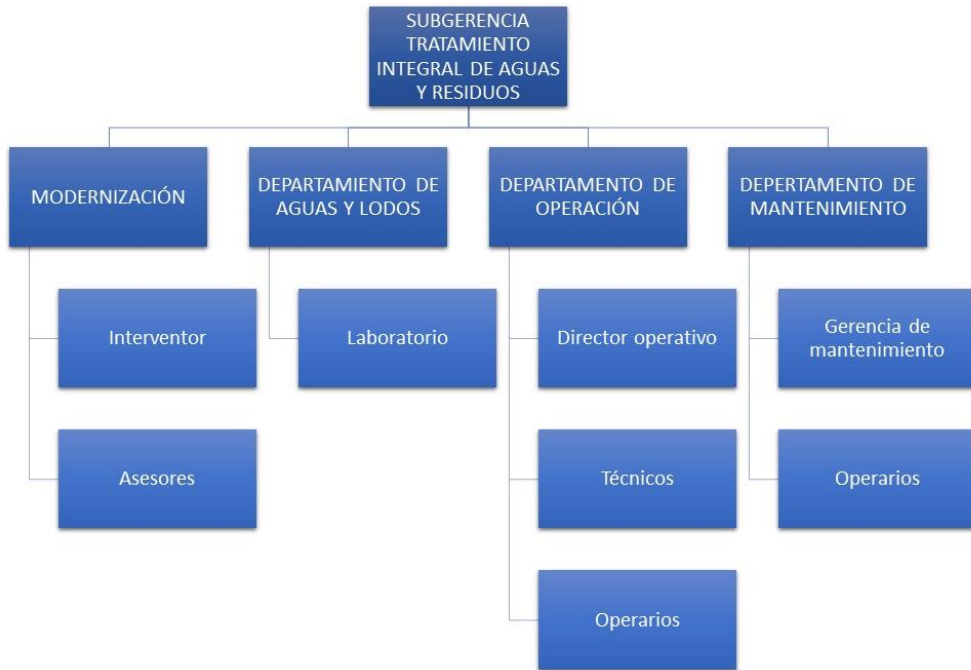 SUBGERENCIA
TRATAMIENTO
INTEGRAL DE AGUAS
Y RESIDUOS
MODERNIZACIÓN
DEPARTAMIENTO DE
AGUAS Y LODOS
DEPARTAMENTO DE
OPERACIÓN
DEPERTAMENTO DE
MANTENIMIENTO
Interventor
Laboratorio
Director operativo
Gerencia de
mantenimiento
Asesores
Técnicos
Operarios
Operarios